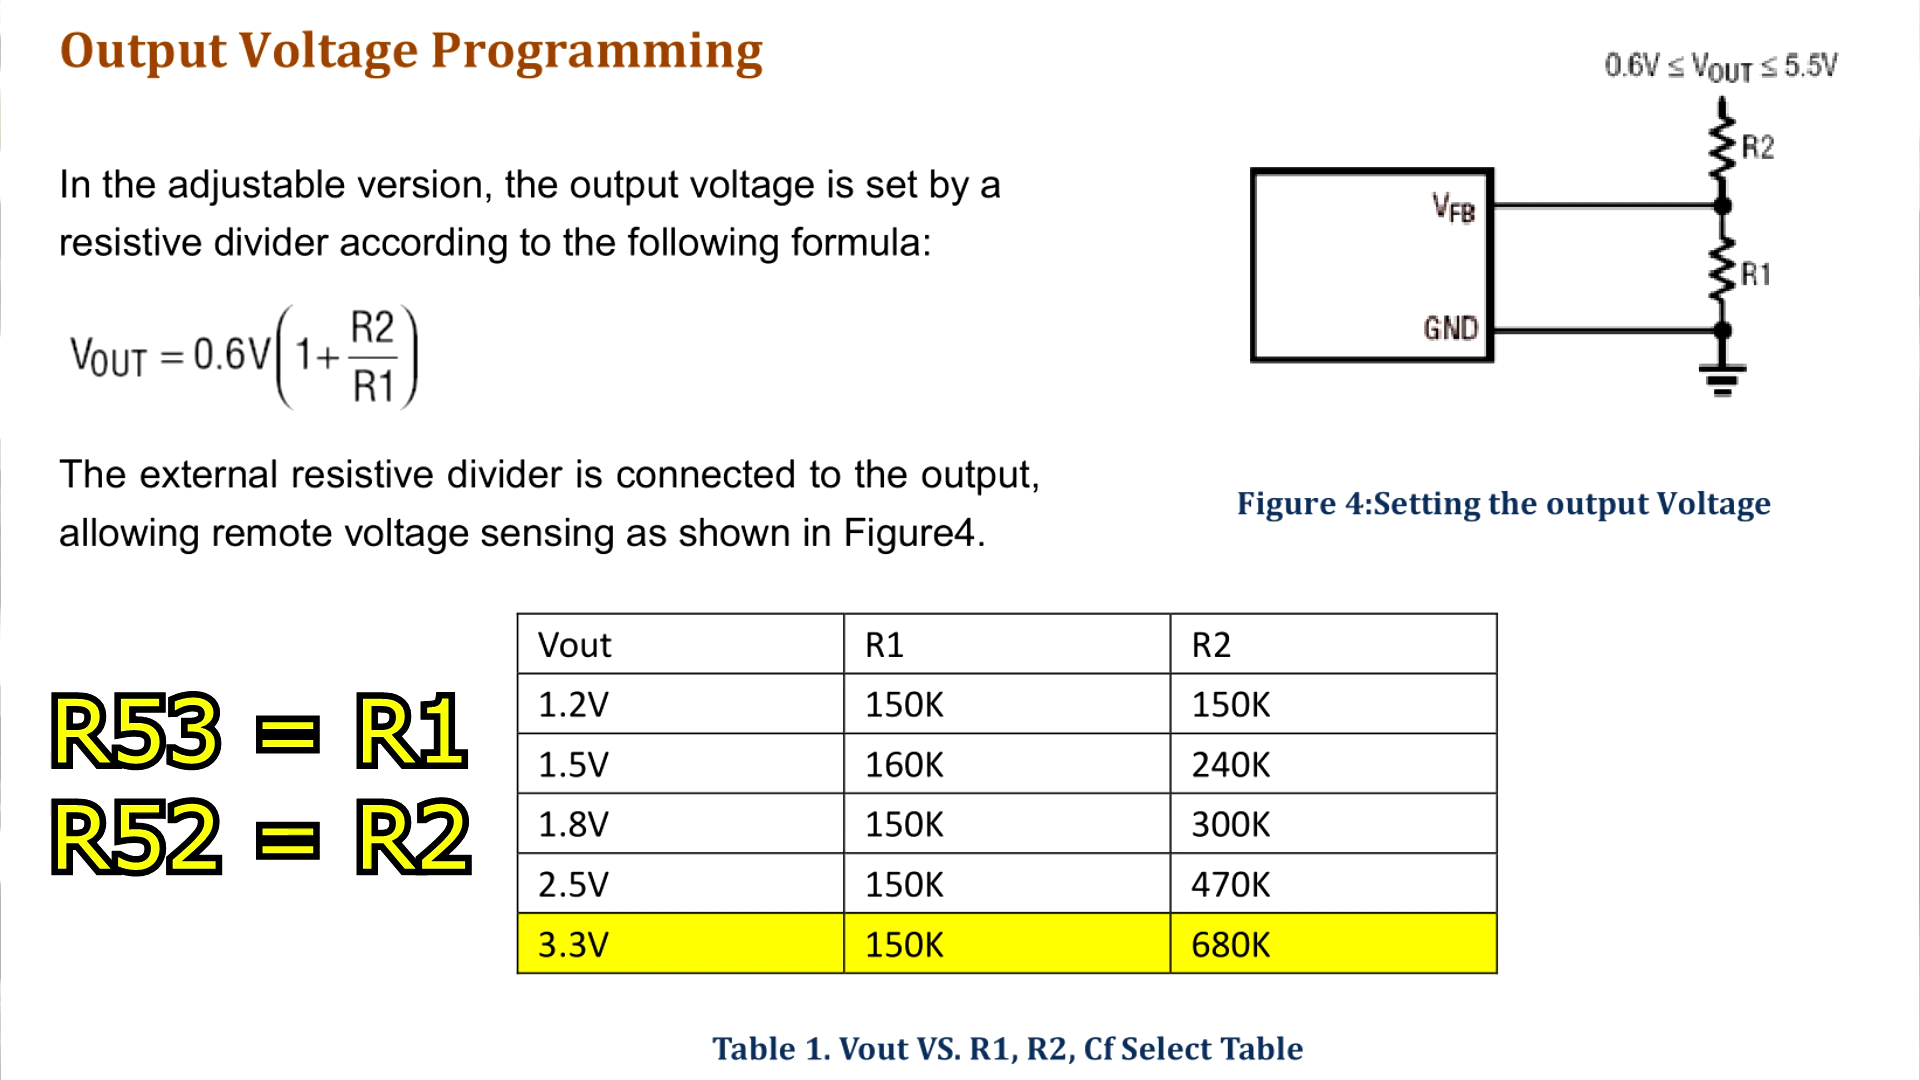 Output Voltage Programming
In the adjustable version, the output voltage is set by a
resistive divider according to the following formula:
VOUT = 0.6V(1+R2/R1)
The external resistive divider is connected to the output,
allowing remote voltage sensing as shown in Figure4.
0.6V ≤ VOUT ≤ 5.5V
R2
VFB
R1
GND
Figure 4:Setting the output Voltage
R53 = R1
R52 = R2
Vout R1 R2
1.2V 150K 150K
1.5V 160K 240K
1.8V 150K 300K
2.5V 150K 470K
3.3V 150K 680K
Table 1. Vout VS. R1, R2, Cf Select Table